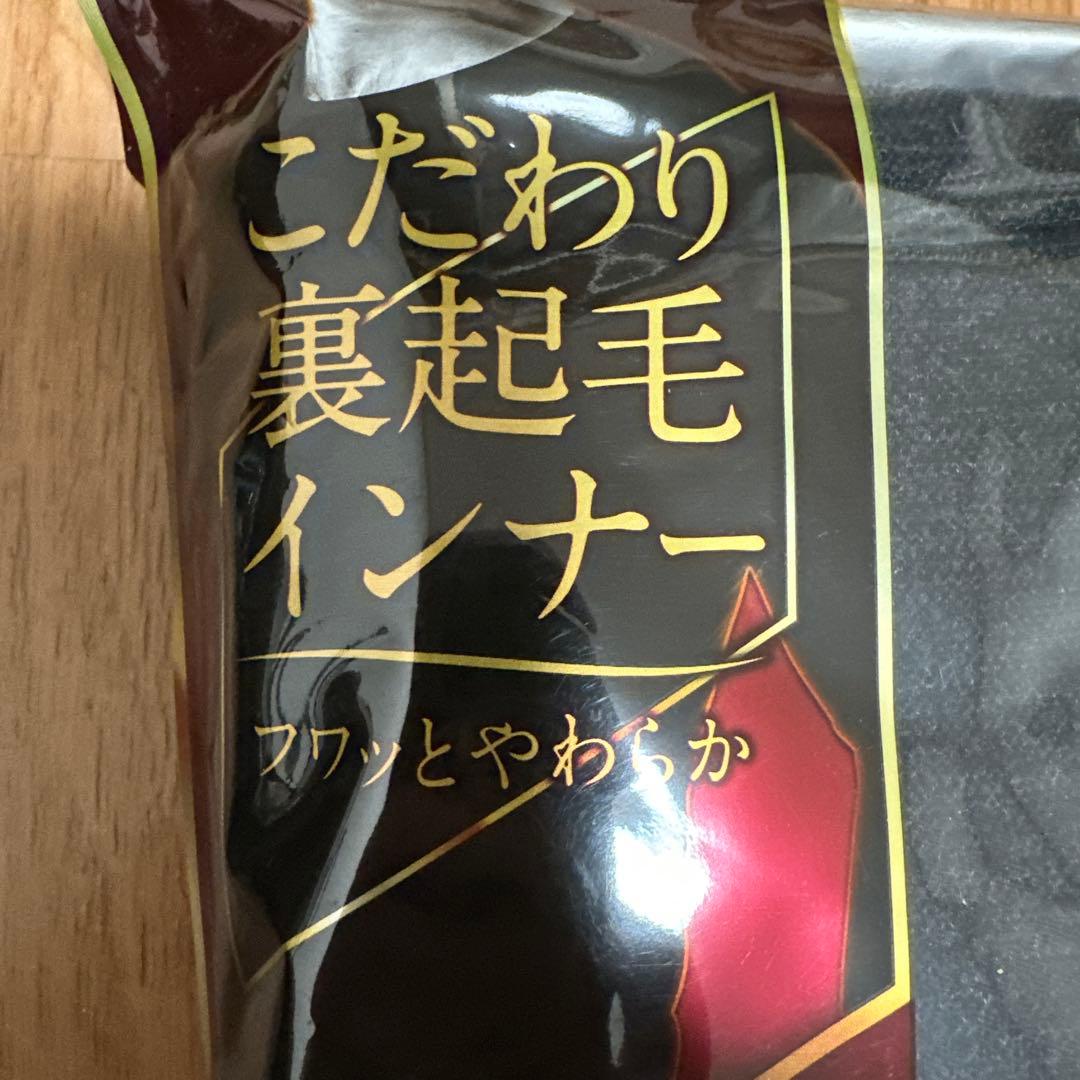 こだわり
裏起毛
インナー
フワッとやわらか